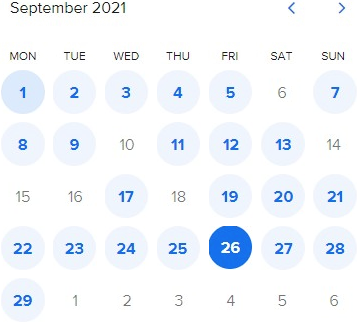 September 2021
MON TUE WED THU FRI SAT SUN
1 2 3 4 5 6 7
8 9 10 11 12 13 14
15 16 17 18 19 20 21
22 23 24 25 26 27 28
29 1 2 3 4 5 6